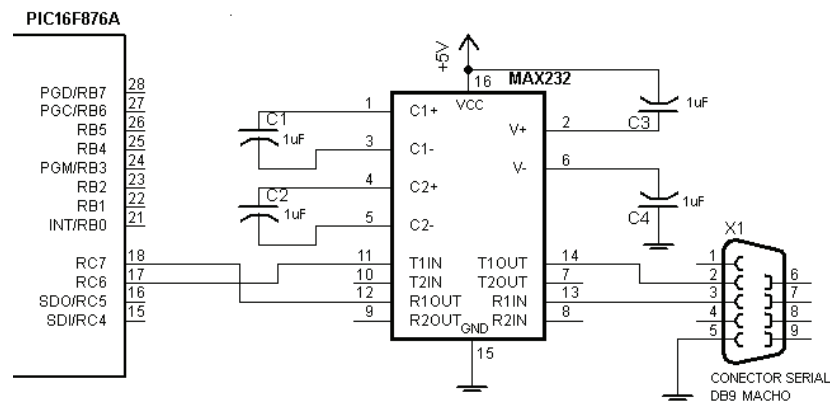 PIC16F876A
PGD/RB7 28
PGC/RB6 27
RB5 26
RB4 25
PGM/RB3 24
RB2 23
RB1 22
INT/RB0 21
RC7 18
RC6 17
SDO/RC5 16
SDI/RC4 15
C1
1uF
C2
1uF
+5V
MAX232
16
VCC
1 C1+
3 C1-
4 C2+
5 C2-
11 T1IN
10 T2IN
12 R1OUT
9 R2OUT
V+ 2
V- 6
T1OUT 14
T2OUT 7
R1IN 13
R2IN 8
GND
15
1uF
C3
1uF
C4
X1
1
2
3
4
5
6
7
8
9
CONECTOR SERIAL
DB9 MACHO